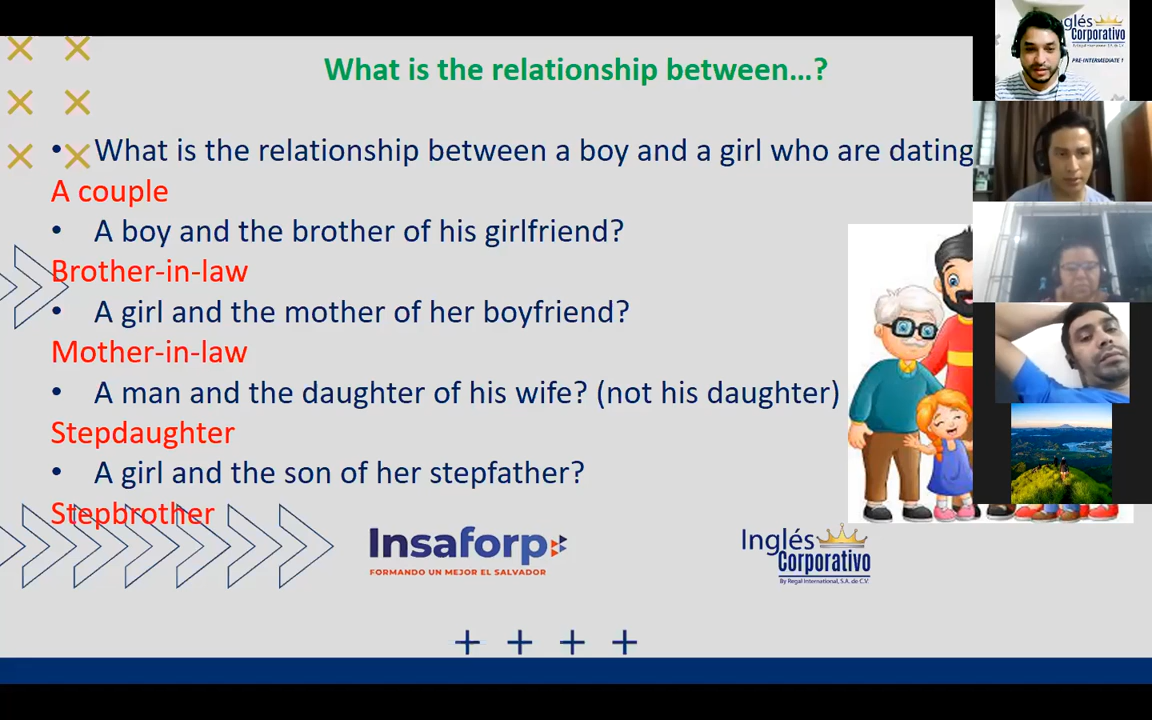 What is the relationship between...?
• What is the relationship between a boy and a girl who are dating
A couple
• A boy and the brother of his girlfriend?
Brother-in-law
• A girl and the mother of her boyfriend?
Mother-in-law
• A man and the daughter of his wife? (not his daughter)
Stepdaughter
• A girl and the son of her stepfather?
Stepbrother
Insaforp
FORMANDO UN MEJOR EL SALVADOR
Inglés
Corporativo
By Regal International, S.A. de C.V.
glés
Corporativo
PRE-INTERMEDIATE 1